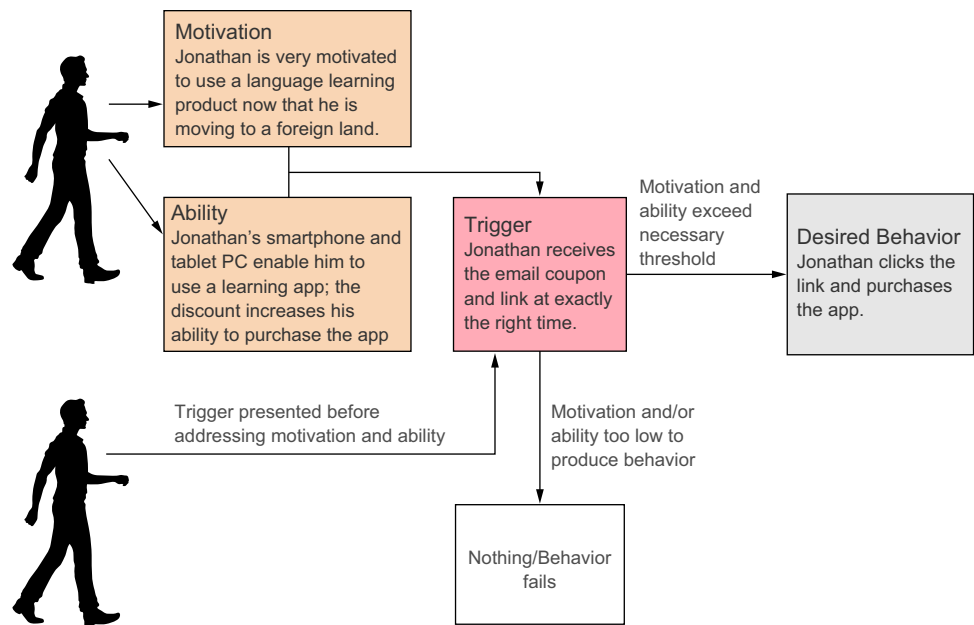 Motivation
Jonathan is very motivated
to use a language learning
product now that he is
moving to a foreign land.
Ability
Jonathan's smartphone and
tablet PC enable him to
use a learning app; the
discount increases his
ability to purchase the app
Trigger
Jonathan receives
the email coupon
and link at exactly
the right time.
Motivation and
ability exceed
necessary
threshold
Desired Behavior
Jonathan clicks the
link and purchases
the app.
Trigger presented before
addressing motivation and ability
Motivation and/or
ability too low to
produce behavior
Nothing/Behavior
fails